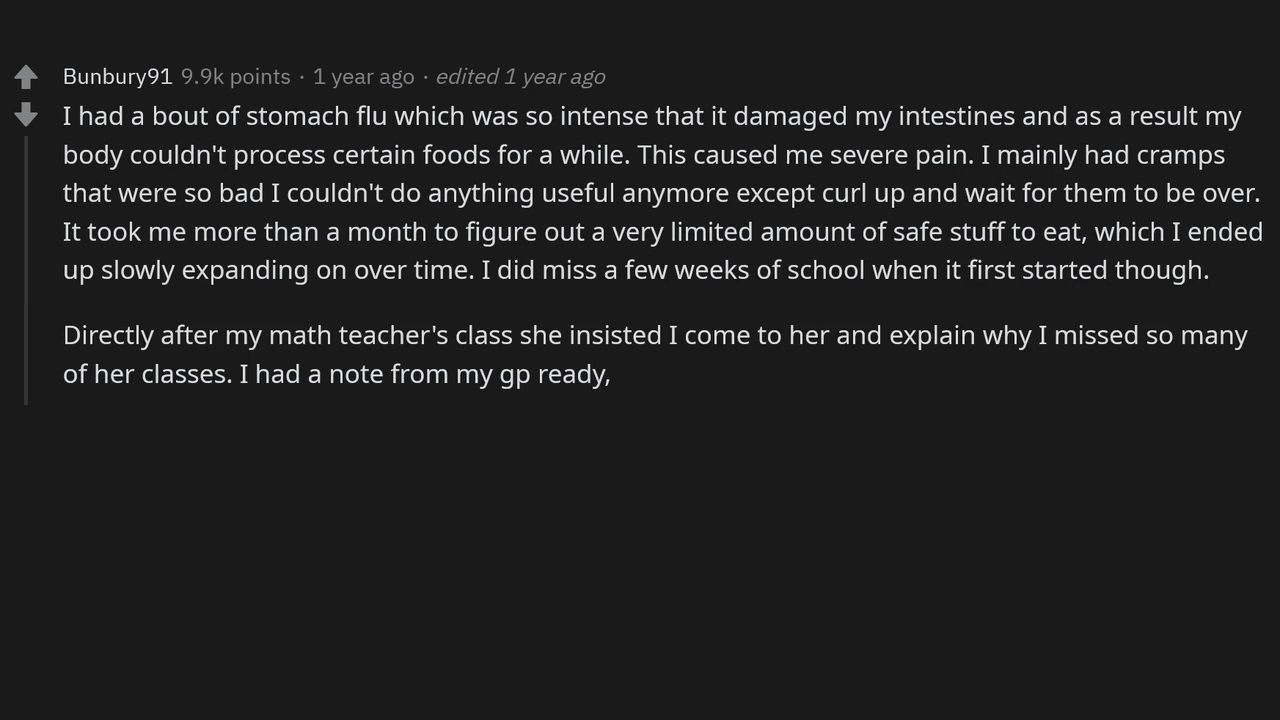 Bunbury91 9.9k points · 1 year ago · edited 1 year ago
I had a bout of stomach flu which was so intense that it damaged my intestines and as a result my
body couldn't process certain foods for a while. This caused me severe pain. I mainly had cramps
that were so bad I couldn't do anything useful anymore except curl up and wait for them to be over.
It took me more than a month to figure out a very limited amount of safe stuff to eat, which I ended
up slowly expanding on over time. I did miss a few weeks of school when it first started though.
Directly after my math teacher's class she insisted I come to her and explain why I missed so many
of her classes. I had a note from my gp ready,